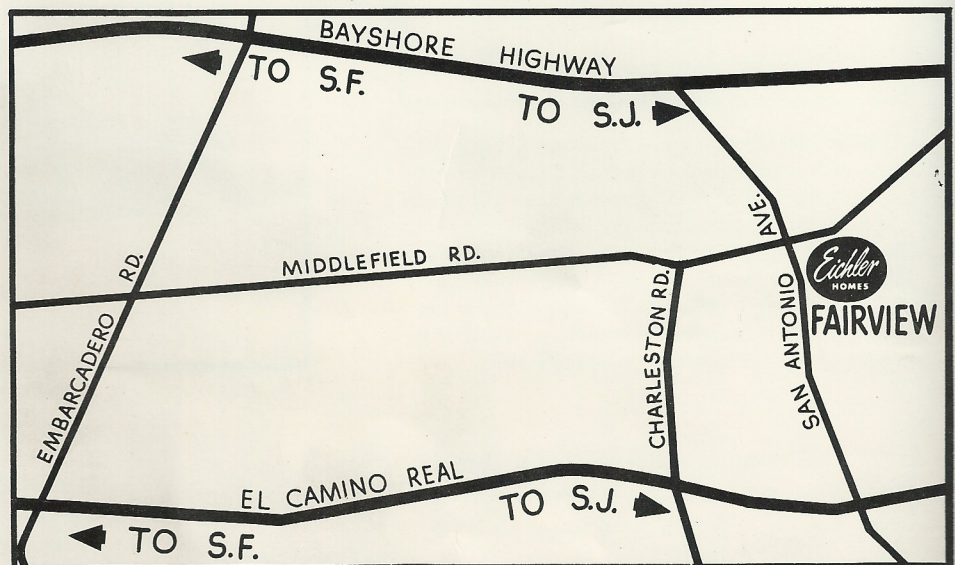 BAYSHORE HIGHWAY
TO S.F.
TO S.J.
EMBARCADERO RD.
MIDDLEFIELD RD.
CHARLESTON RD.
SAN ANTONIO AVE.
Eichler
HOMES
FAIRVIEW
EL CAMINO REAL
TO S.J.
TO S.F.